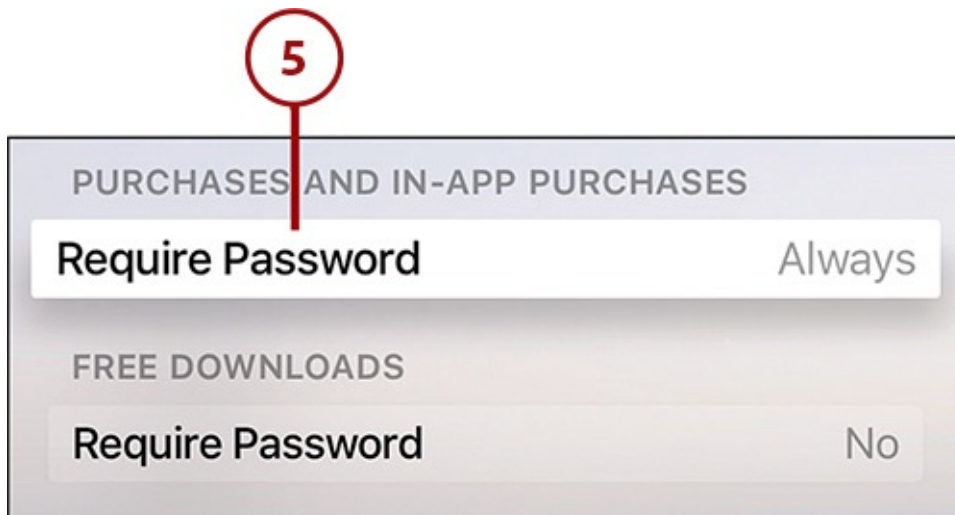 5
PURCHASES AND IN-APP PURCHASES
Require Password Always
FREE DOWNLOADS
Require Password No